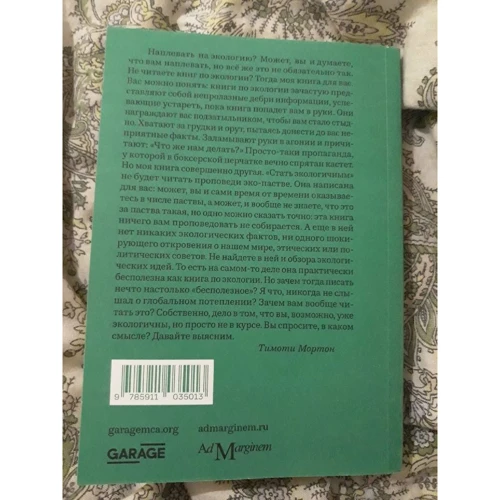 Наплевать на экологию? Может, вы и думаете,
что вам наплевать, но всё же это не обязательно так.
Не читаете книг по экологии? Тогда моя книга для вас.
Вас можно понять: книги по экологии зачастую пред-
ставляют собой непролазные дебри информации, успе-
вающие устареть, пока книга попадет вам в руки. Они
награждают вас подзатыльником, чтобы вам стало стыд-
но. Хватают за грудки и орут, пытаясь донести до вас не-
приятные факты. Заламывают руки в агонии и причи-
тают: «Что же нам делать?» Просто-таки пропаганда,
у которой в боксерской перчатке вечно спрятан кастет.
Но моя книга совершенно другая. «Стать экологичным»
не будет читать проповеди эко-пастве. Она написана
для вас: может, вы и сами время от времени оказывае-
тесь в числе паствы, а может, и вообще не знаете, что это
за паства такая, но одно можно сказать точно: эта книга
ничего вам проповедовать не собирается. А еще в ней
нет никаких экологических фактов, ни одного шоки-
рующего откровения о нашем мире, этических или по-
литических советов. Не найдете в ней и обзора экологи-
ческих идей. То есть на самом-то деле она практически
бесполезна как книга по экологии. Но зачем тогда писать
нечто настолько «бесполезное»? Я что, никогда не слы-
шал о глобальном потеплении? Зачем вам вообще чи-
тать это? Собственно, дело в том, что вы, возможно, уже
экологичны, но просто не в курсе. Вы спросите, в каком
смысле? Давайте выясним.
Тимоти Мортон
9 785911 035013
garagemca.org admarginem.ru
GARAGE Ad Marginem